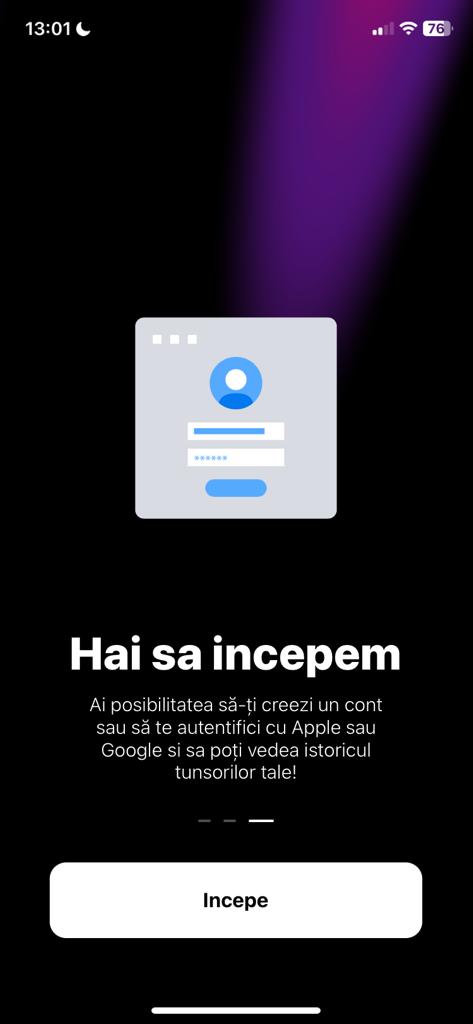 13:01
76
******
Hai sa incepem
Ai posibilitatea să-ți creezi un cont
sau să te autentifici cu Apple sau
Google si sa poți vedea istoricul
tunsorilor tale!
Incepe